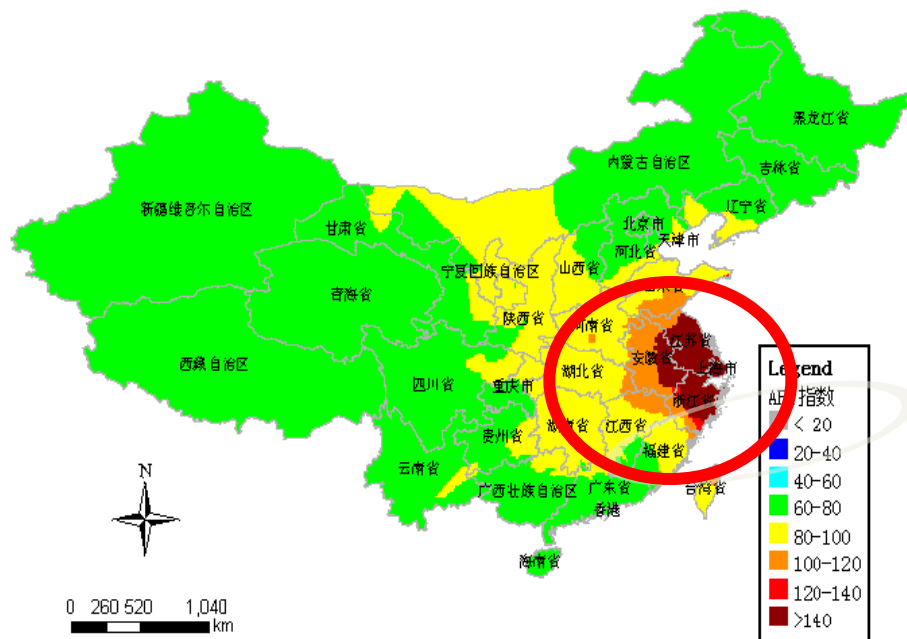 黑龙江省
内蒙古自治区
吉林省
辽宁省
新疆维吾尔自治区
甘肃省
北京市
天津市
河北省
宁夏回族自治区
山西省
青海省
陕西省
河南省
江苏省
西藏自治区
安徽省
上海市
四川省
重庆市
湖北省
浙江省
贵州省
湖南省
江西省
福建省
云南省
广西壮族自治区
广东省
台湾省
香港
海南省
N
0 260 520 1,040
km
Legend
指数
< 20
20-40
40-60
60-80
80-100
100-120
120-140
>140